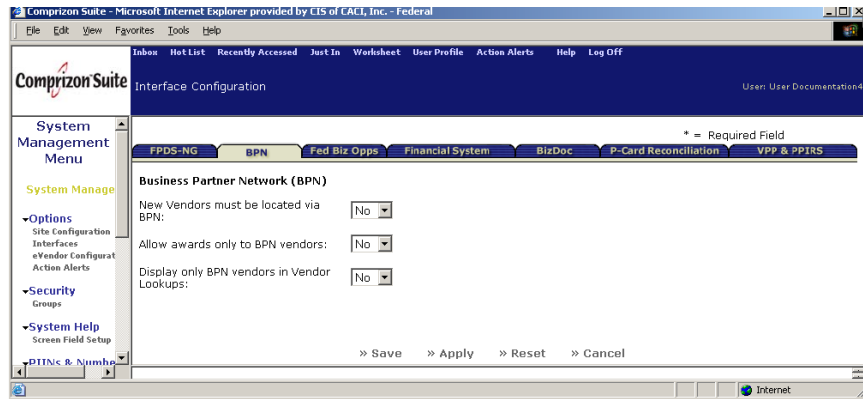 Comprizon Suite - Microsoft Internet Explorer provided by CIS of CACI, Inc. - Federal
File Edit View Favorites Tools Help
Inbox Hot List Recently Accessed Just In Worksheet User Profile Action Alerts Help Log Off
Comprizon Suite
Interface Configuration
User: User Documentation4
System Management Menu
* = Required Field
FPDS-NG BPN Fed Biz Opps Financial System BizDoc P-Card Reconciliation VPP & PPIRS
System Manage
Business Partner Network (BPN)
New Vendors must be located via BPN: No
Allow awards only to BPN vendors: No
Display only BPN vendors in Vendor Lookups: No
Options
Site Configuration
Interfaces
eVendor Configurat
Action Alerts
Security
Groups
System Help
Screen Field Setup
PIINs & Numbe
» Save » Apply » Reset » Cancel
Internet